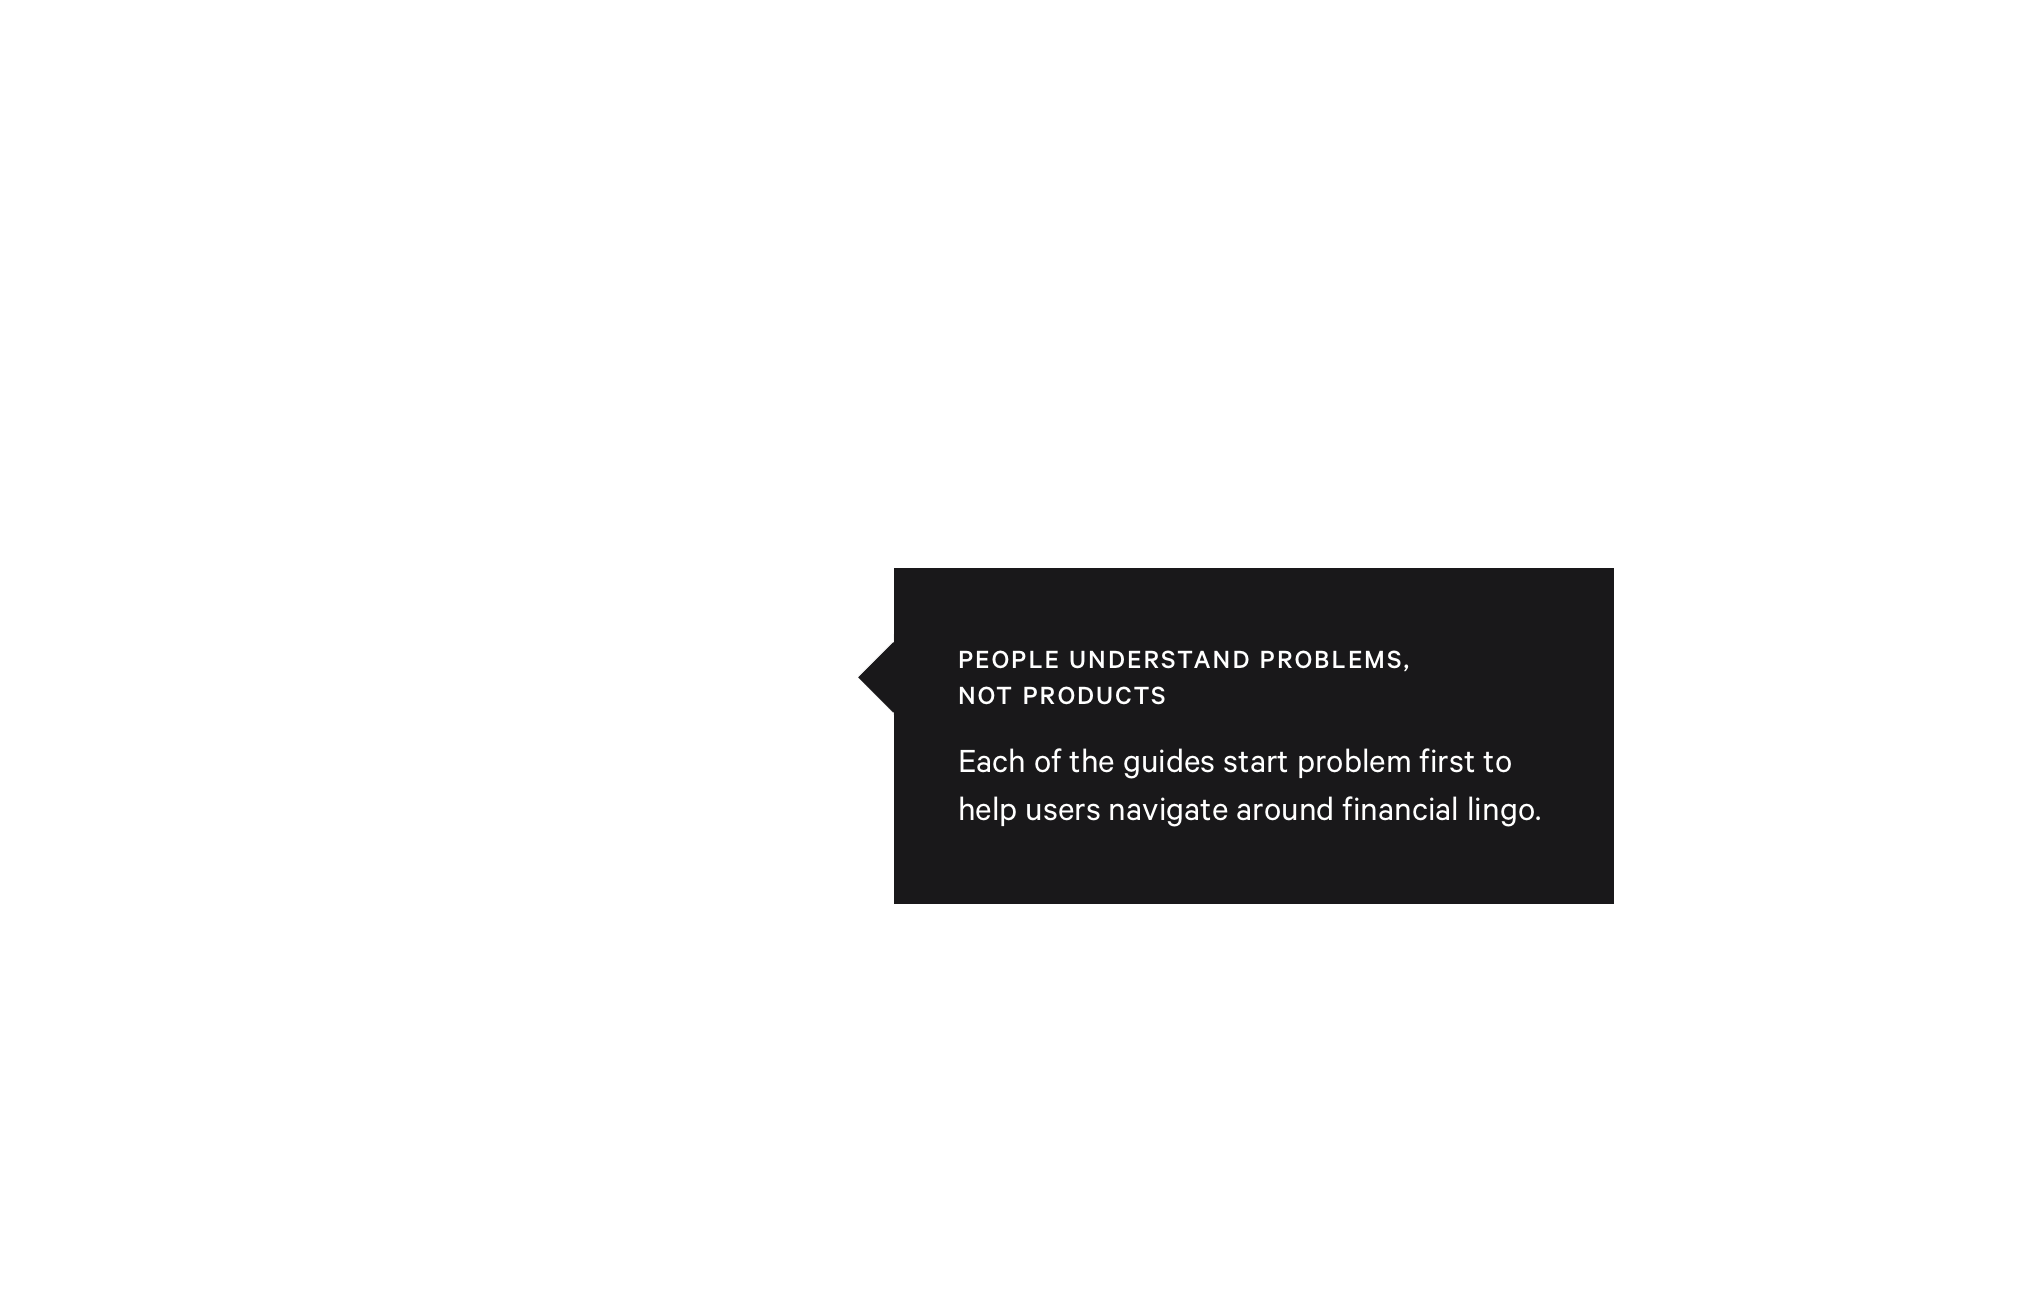 PEOPLE UNDERSTAND PROBLEMS,
NOT PRODUCTS
Each of the guides start problem first to
help users navigate around financial lingo.